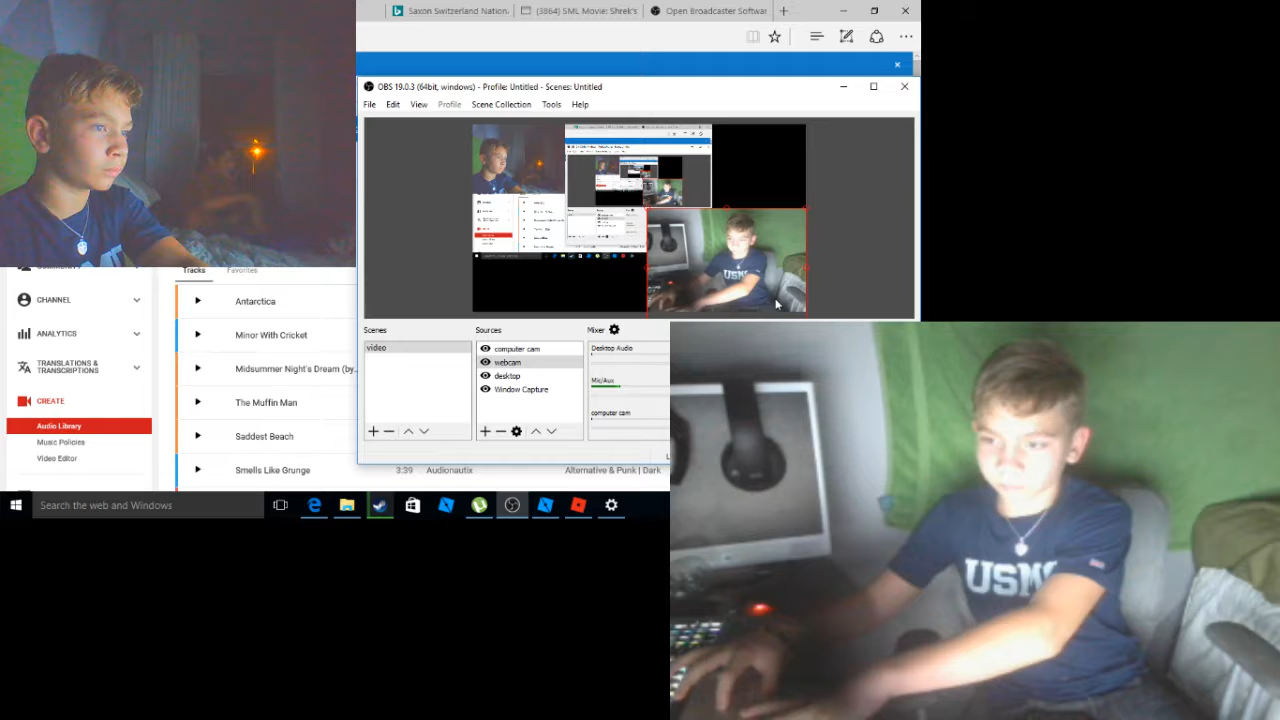 Saxon Switzerland Nation
(3864) SML Movie: Shrek's
Open Broadcaster Softwar
OBS 19.0.3 (64bit, windows) - Profile: Untitled - Scenes: Untitled
File Edit View Profile Scene Collection Tools Help
Tracks Favorites
CHANNEL
ANALYTICS
TRANSLATIONS &
TRANSCRIPTIONS
CREATE
Audio Library
Music Policies
Video Editor
Antarctica
Minor With Cricket
Midsummer Night's Dream (by...
The Muffin Man
Saddest Beach
Smells Like Grunge 3:39 Audionautix Alternative & Punk | Dark
Scenes
video
Sources
computer cam
webcam
desktop
Window Capture
Mixer
Desktop Audio
Mic/Aux
computer cam
Search the web and Windows
USMC